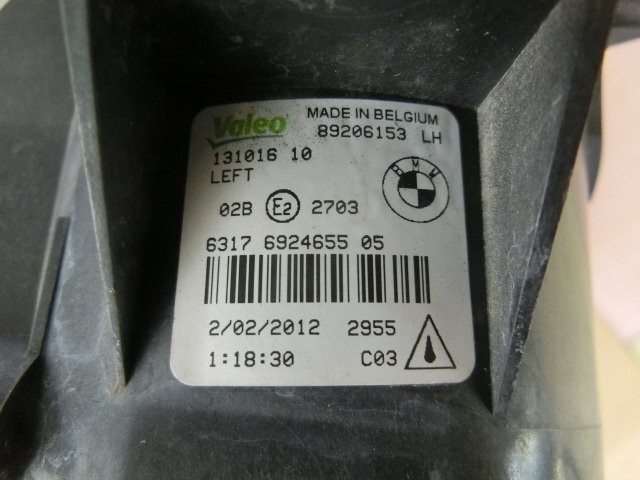 Valeo MADE IN BELGIUM
89206153 LH
131016 10
LEFT
BMW
02B E2 2703
6317 6924655 05
2/02/2012 2955
1:18:30 C03